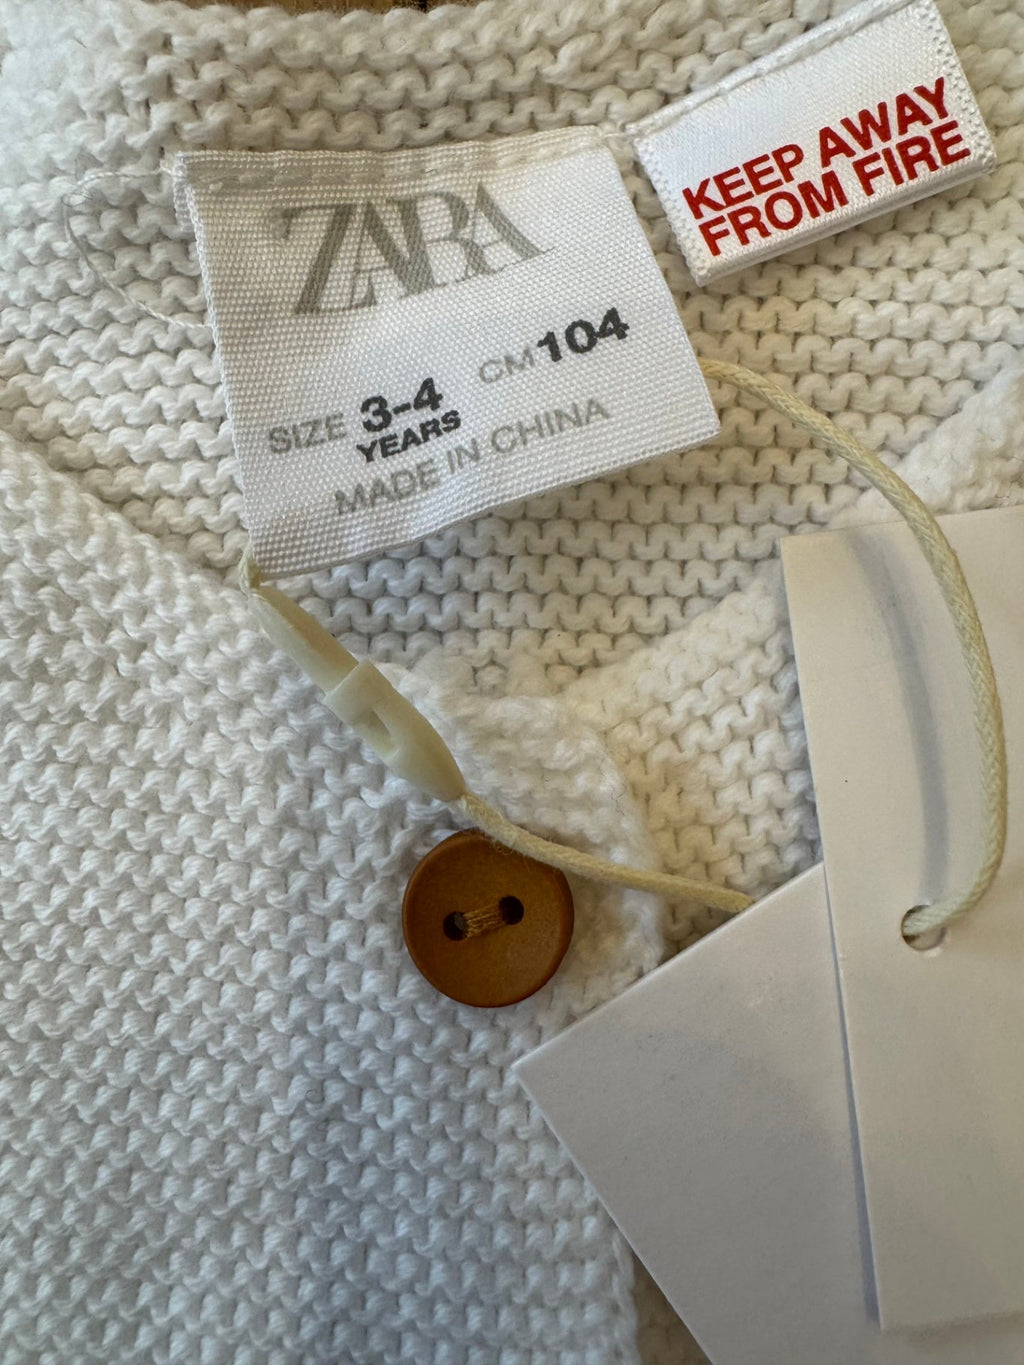 ZARA
SIZE 3-4 YEARS CM 104
MADE IN CHINA
KEEP AWAY
FROM FIRE